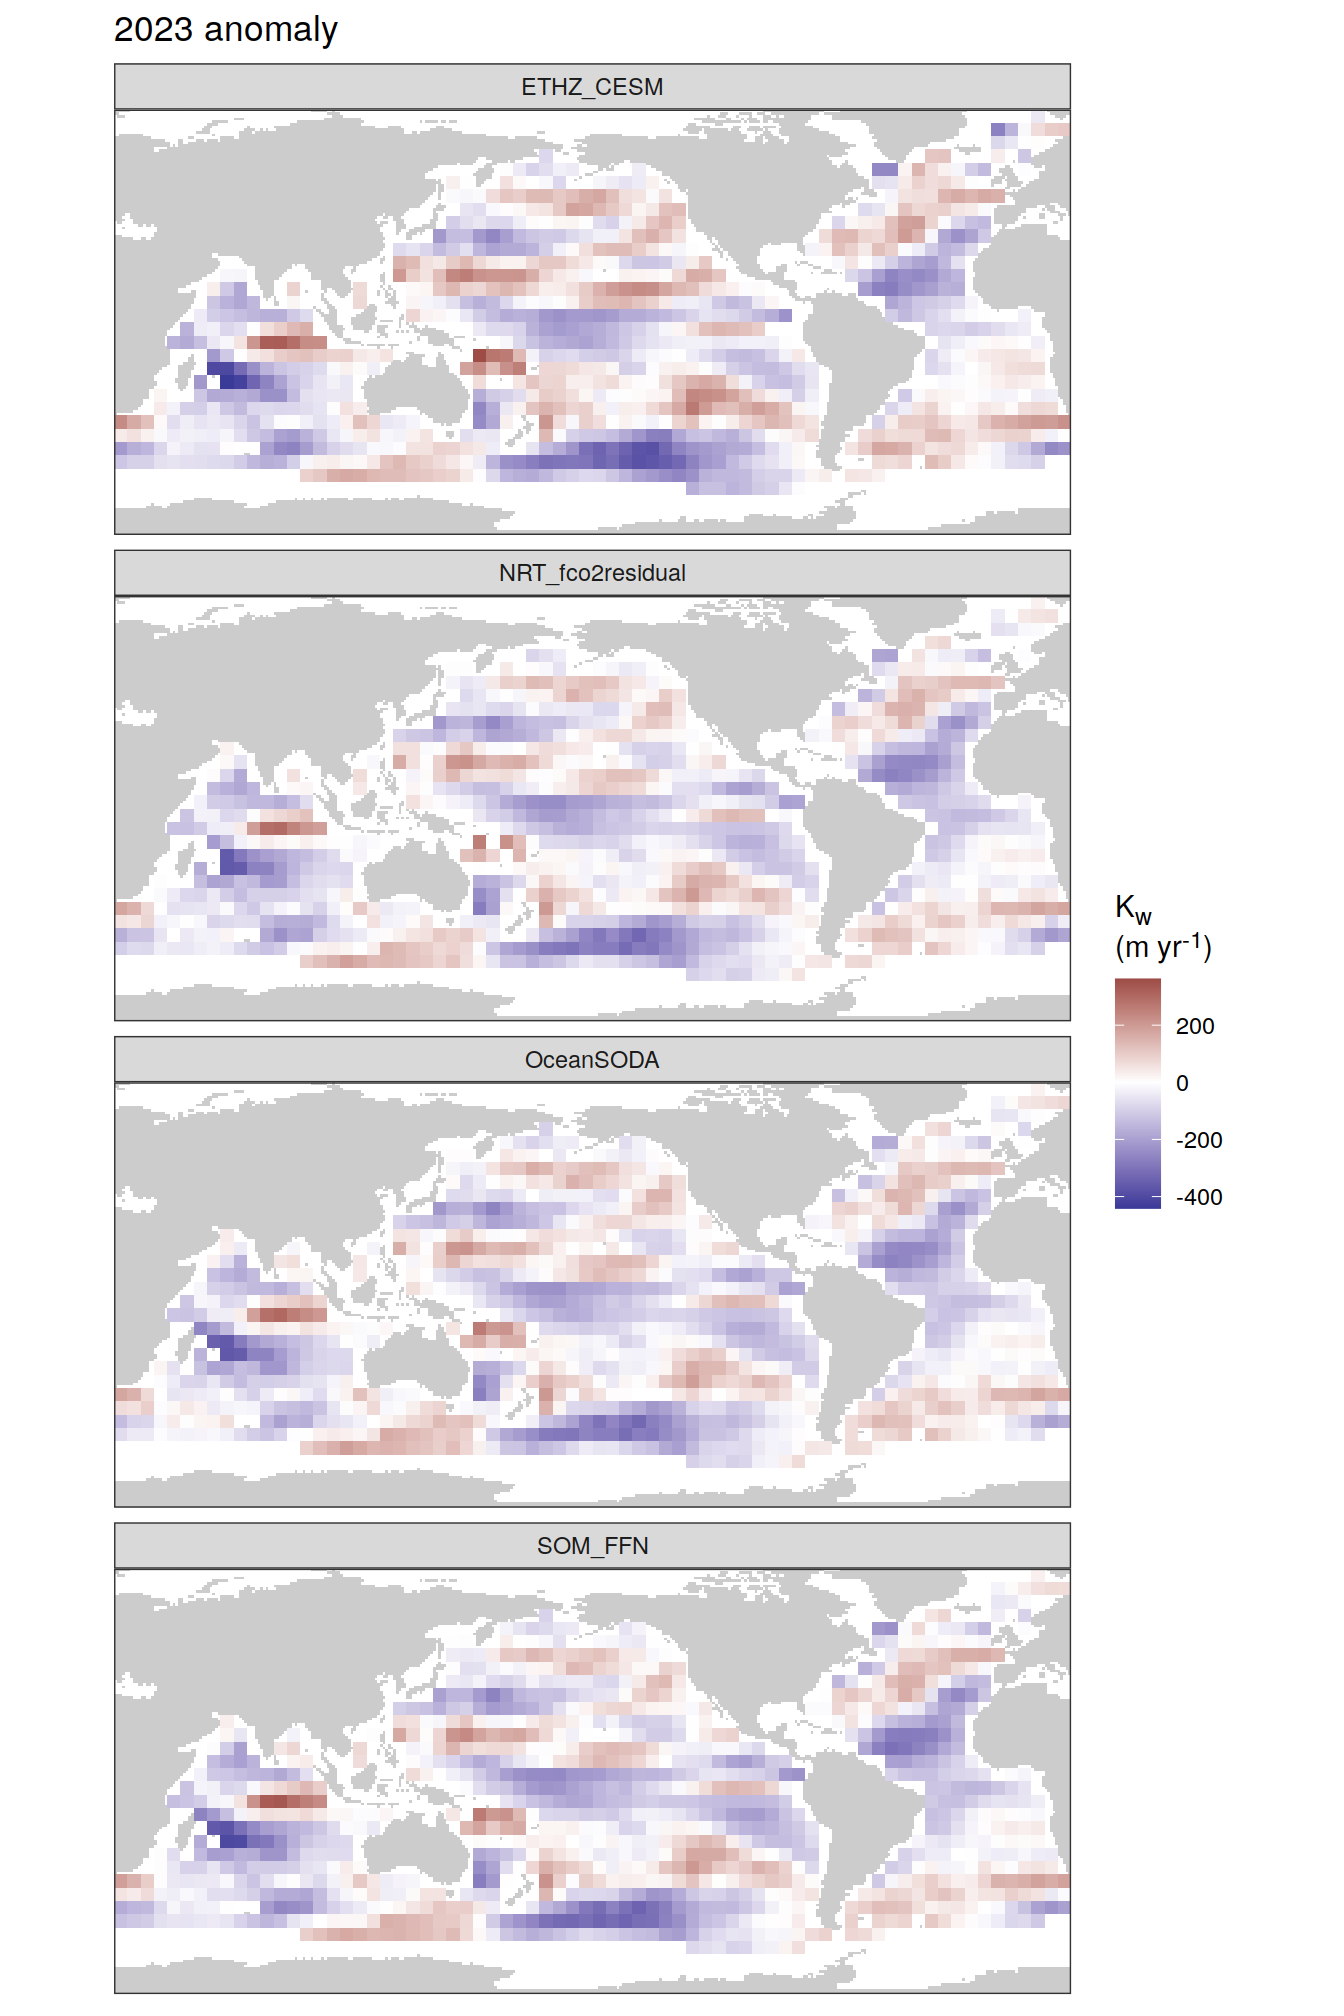 2023 anomaly
ETHZ_CESM
NRT_fco2residual
OceanSODA
SOM_FFN
Kw
(m yr-1)
200
0
-200
-400